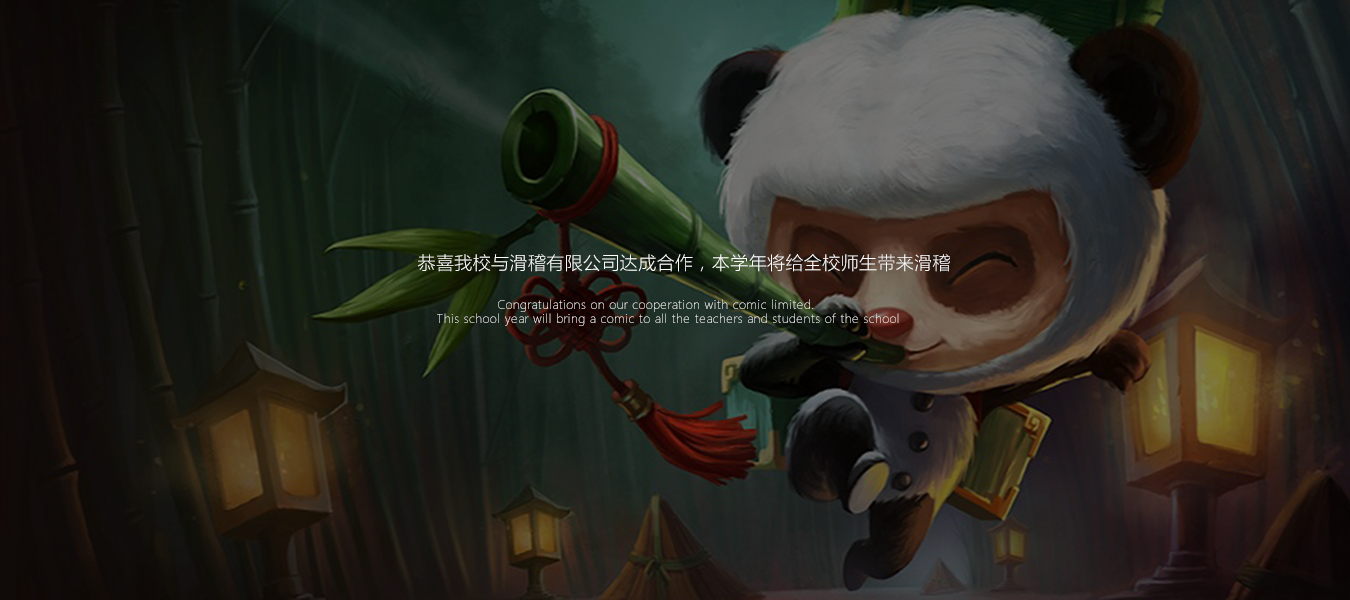 恭喜我校与滑稽有限公司达成合作，本学年将给全校师生带来滑稽
Congratulations on our cooperation with comic limited.
This school year will bring a comic to all the teachers and students of the school